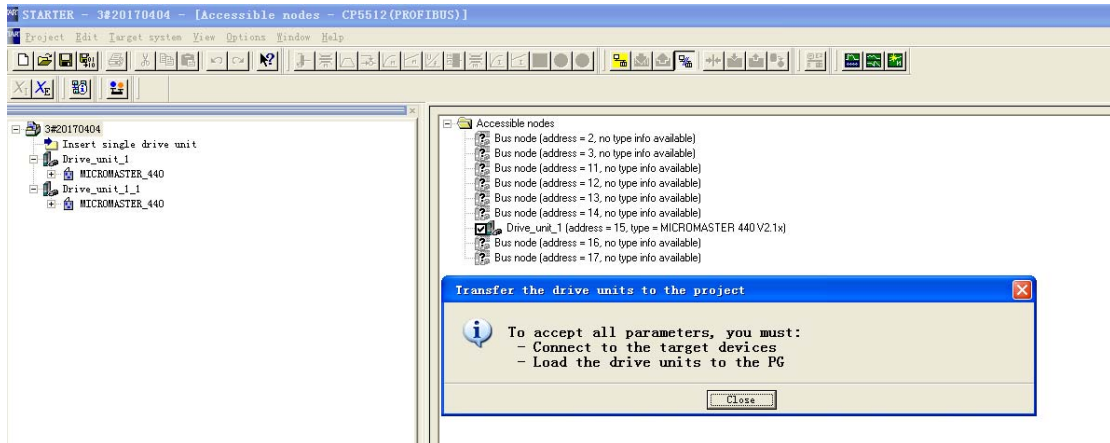 STARTER - 3#20170404 - [Accessible nodes - CP5512(PROFIBUS)]
Project Edit Target system View Options Window Help
3#20170404
Insert single drive unit
Drive_unit_1
MICROMASTER_440
Drive_unit_1_1
MICROMASTER_440
Accessible nodes
Bus node (address = 2, no type info available)
Bus node (address = 3, no type info available)
Bus node (address = 11, no type info available)
Bus node (address = 12, no type info available)
Bus node (address = 13, no type info available)
Bus node (address = 14, no type info available)
Drive_unit_1 (address = 15, type = MICROMASTER 440 V2.1x)
Bus node (address = 16, no type info available)
Bus node (address = 17, no type info available)
Transfer the drive units to the project
To accept all parameters, you must:
- Connect to the target devices
- Load the drive units to the PG
Close